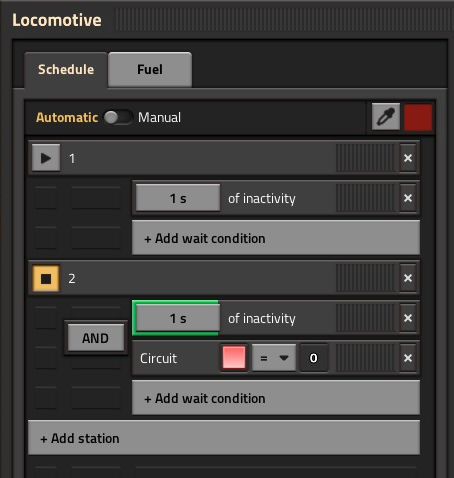 Locomotive
Schedule Fuel
Automatic Manual
1
1 s of inactivity
+ Add wait condition
2
1 s of inactivity
AND
Circuit = 0
+ Add wait condition
+ Add station